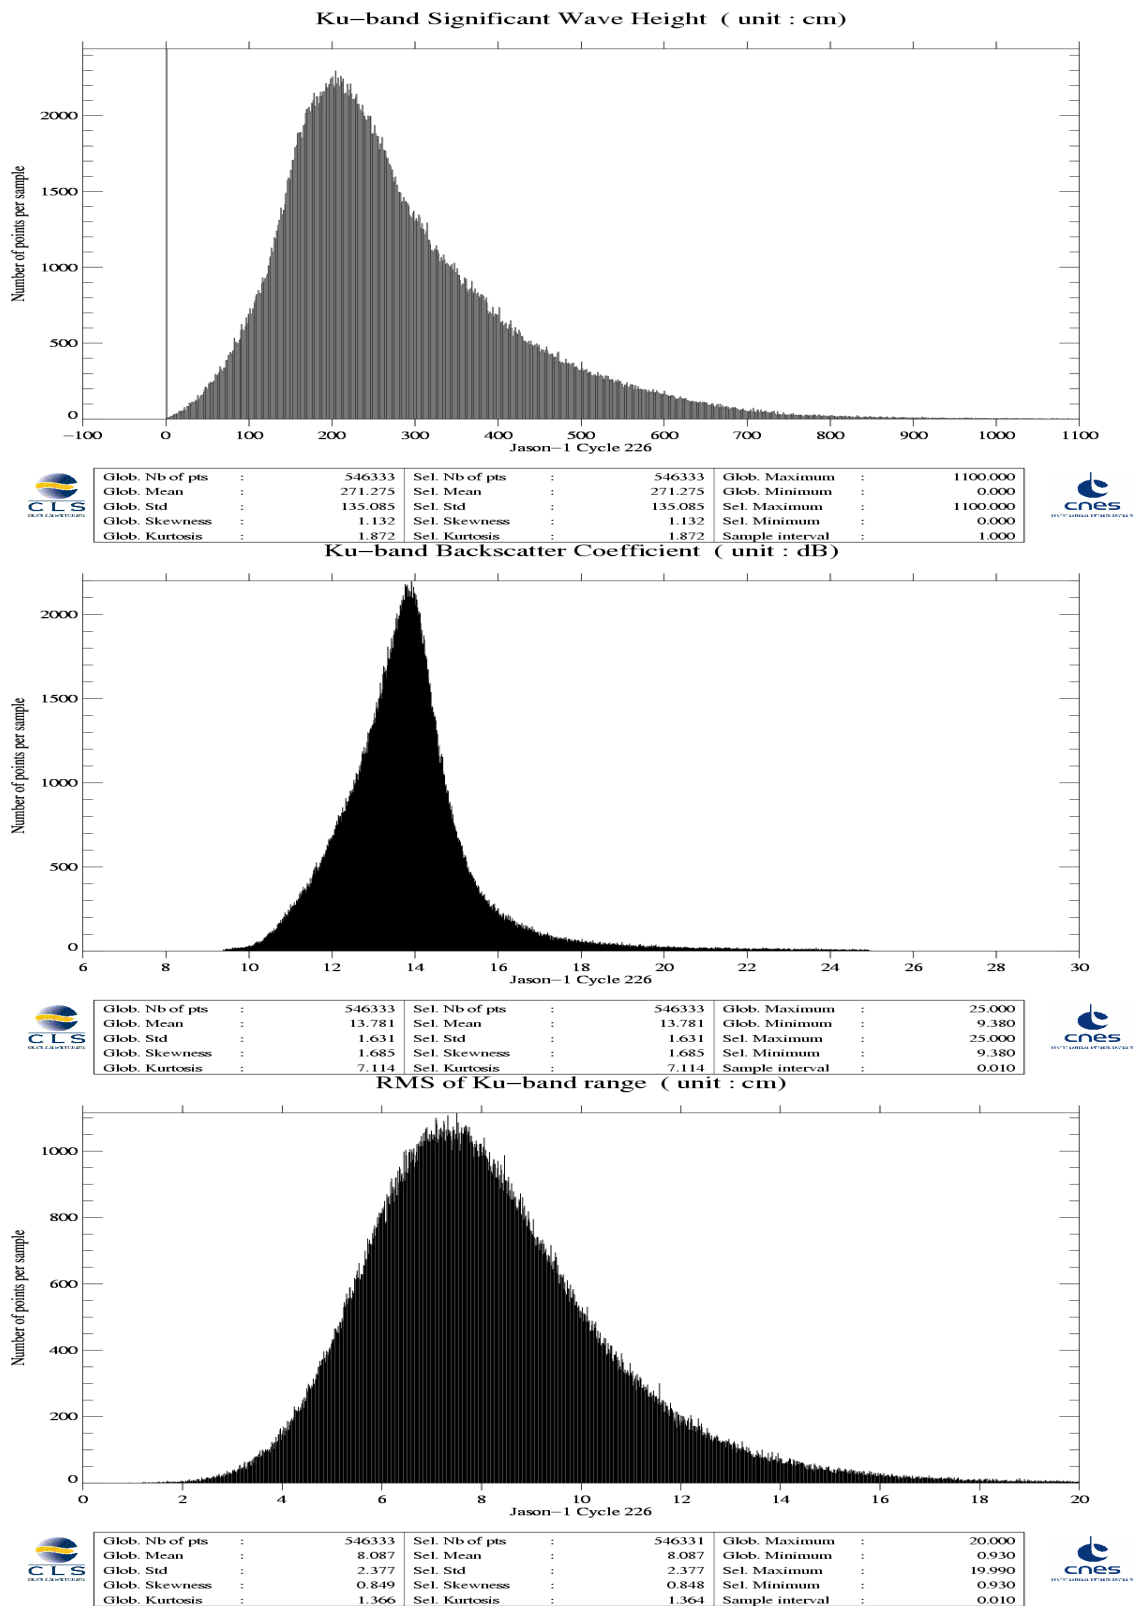 Ku−band Significant Wave Height ( unit : cm)
Number of points per sample
2000
1500
1000
500
0
−100 0 100 200 300 400 500 600 700 800 900 1000 1100
Jason−1 Cycle 226
Glob. Nb of pts : 546333 Sel. Nb of pts : 546333 Glob. Maximum : 1100.000
Glob. Mean : 271.275 Sel. Mean : 271.275 Glob. Minimum : 0.000
Glob. Std : 135.085 Sel. Std : 135.085 Sel. Maximum : 1100.000
Glob. Skewness : 1.132 Sel. Skewness : 1.132 Sel. Minimum : 0.000
Glob. Kurtosis : 1.872 Sel. Kurtosis : 1.872 Sample interval : 1.000
CLS
cnes
Ku−band Backscatter Coefficient ( unit : dB)
Number of points per sample
2000
1500
1000
500
0
6 8 10 12 14 16 18 20 22 24 26 28 30
Jason−1 Cycle 226
Glob. Nb of pts : 546333 Sel. Nb of pts : 546333 Glob. Maximum : 25.000
Glob. Mean : 13.781 Sel. Mean : 13.781 Glob. Minimum : 9.380
Glob. Std : 1.631 Sel. Std : 1.631 Sel. Maximum : 25.000
Glob. Skewness : 1.685 Sel. Skewness : 1.685 Sel. Minimum : 9.380
Glob. Kurtosis : 7.114 Sel. Kurtosis : 7.114 Sample interval : 0.010
CLS
cnes
RMS of Ku−band range ( unit : cm)
Number of points per sample
1000
800
600
400
200
0
0 2 4 6 8 10 12 14 16 18 20
Jason−1 Cycle 226
Glob. Nb of pts : 546333 Sel. Nb of pts : 546331 Glob. Maximum : 20.000
Glob. Mean : 8.087 Sel. Mean : 8.087 Glob. Minimum : 0.930
Glob. Std : 2.377 Sel. Std : 2.377 Sel. Maximum : 19.990
Glob. Skewness : 0.849 Sel. Skewness : 0.848 Sel. Minimum : 0.930
Glob. Kurtosis : 1.366 Sel. Kurtosis : 1.364 Sample interval : 0.010
CLS
cnes